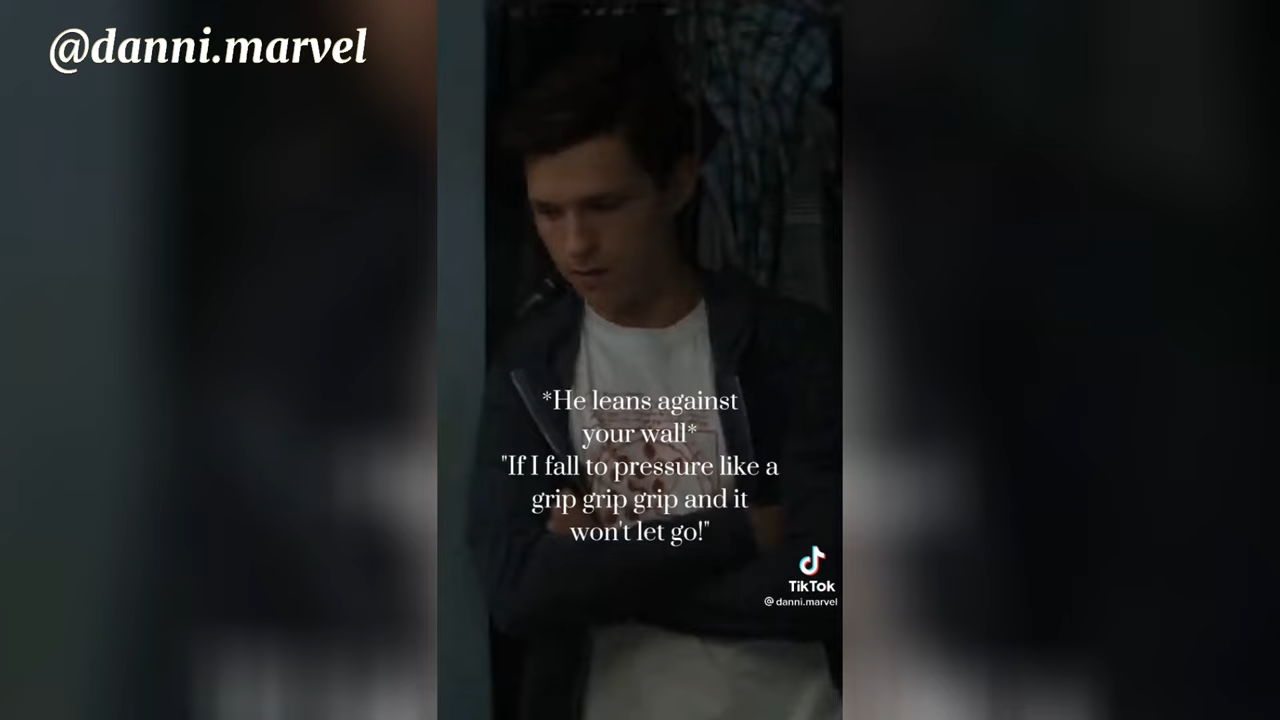 @danni.marvel
*He leans against
your wall*
"If I fall to pressure like a
grip grip grip and it
won't let go!"
TikTok
@danni.marvel